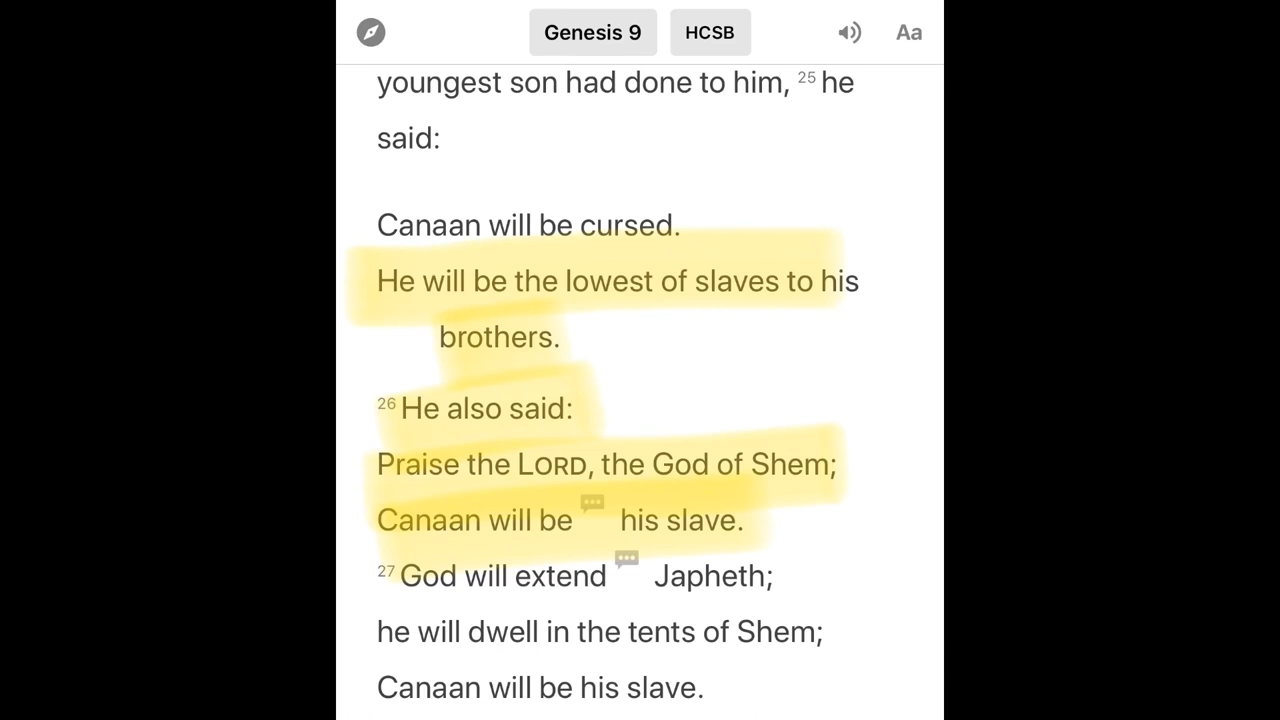 Genesis 9 HCSB Aa
youngest son had done to him, 25 he
said:
Canaan will be cursed.
He will be the lowest of slaves to his
brothers.
26 He also said:
Praise the LORD, the God of Shem;
Canaan will be his slave.
27 God will extend Japheth;
he will dwell in the tents of Shem;
Canaan will be his slave.